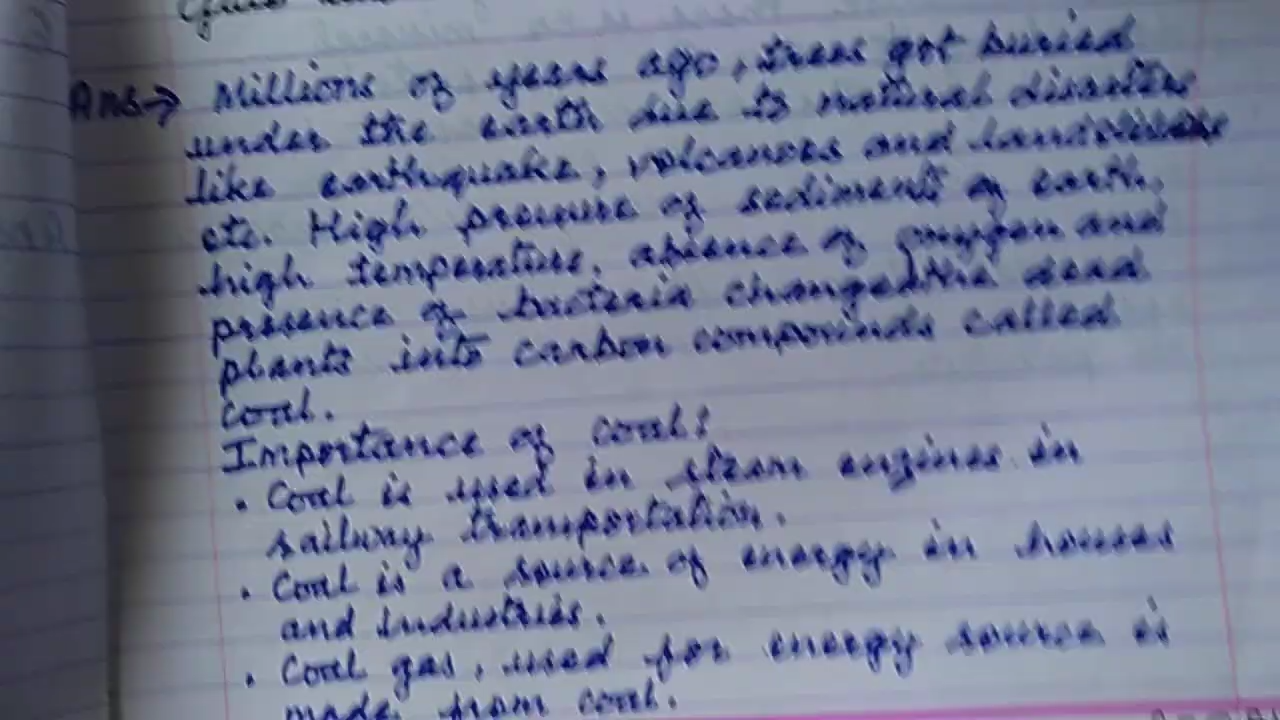 Ans→ Millions of years ago, trees got buried
under the earth due to natural disasters
like earthquake, volcanoes and landslides
etc. High pressure of sediments of earth,
high temperature, absence of oxygen and
presence of bacteria changed the dead
plants into carbon compounds called
coal.
Importance of coal:
• Coal is used in steam engines in
railway transportation.
• Coal is a source of energy in houses
and industries.
• Coal gas, used for energy source is
made from coal.